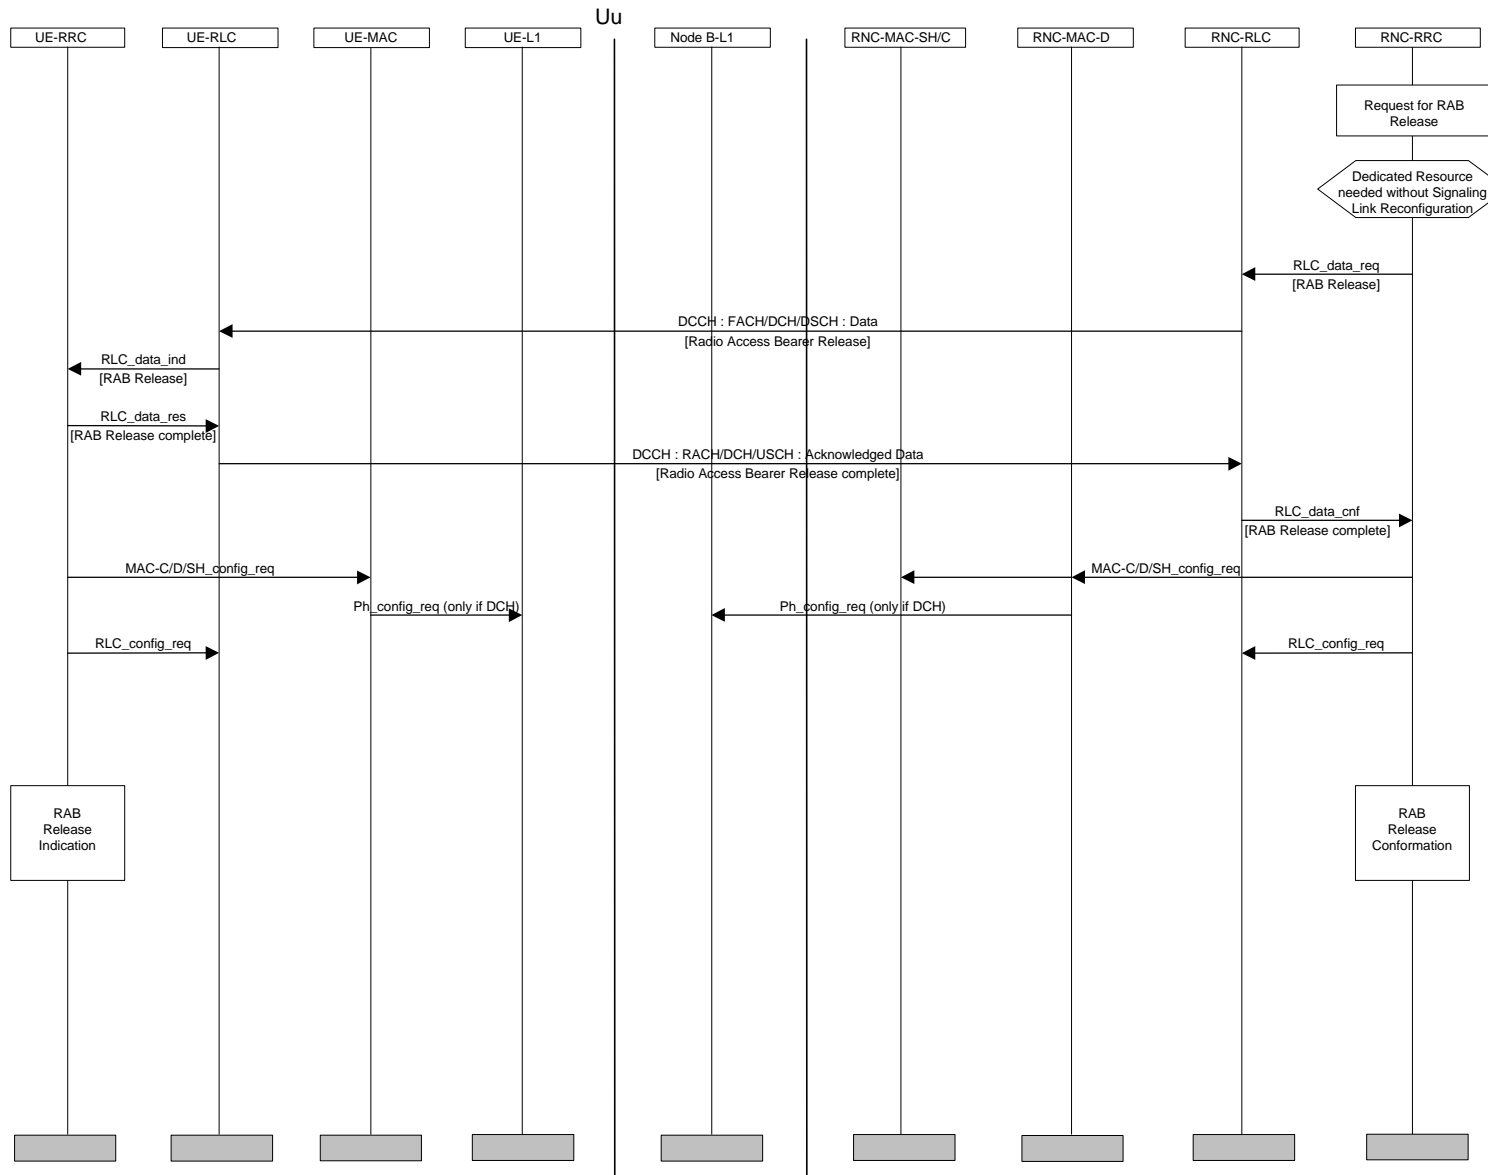 Uu
UE-RRC
UE-RLC
UE-MAC
UE-L1
Node B-L1
RNC-MAC-SH/C
RNC-MAC-D
RNC-RLC
RNC-RRC
Request for RAB
Release
Dedicated Resource
needed without Signaling
Link Reconfiguration
RLC_data_req
[RAB Release]
DCCH : FACH/DCH/DSCH : Data
[Radio Access Bearer Release]
RLC_data_ind
[RAB Release]
RLC_data_res
[RAB Release complete]
DCCH : RACH/DCH/USCH : Acknowledged Data
[Radio Access Bearer Release complete]
RLC_data_cnf
[RAB Release complete]
MAC-C/D/SH_config_req
MAC-C/D/SH_config_req
Ph_config_req (only if DCH)
Ph_config_req (only if DCH)
RLC_config_req
RLC_config_req
RAB
Release
Indication
RAB
Release
Conformation